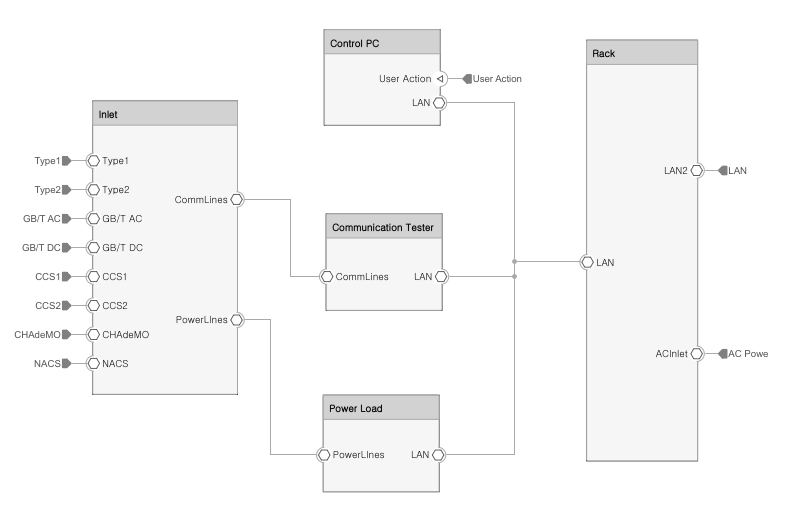 Control PC
User Action
User Action
LAN
Rack
LAN2
LAN
LAN
ACInlet
AC Powe
Inlet
Type1
Type1
Type2
Type2
GB/T AC
GB/T AC
GB/T DC
GB/T DC
CCS1
CCS1
CCS2
CCS2
CHAdeMO
CHAdeMO
NACS
NACS
CommLines
PowerLInes
Communication Tester
CommLines
LAN
Power Load
PowerLInes
LAN